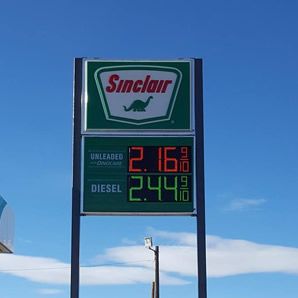 Sinclair
UNLEADED 2.16 9/10
with DINOCARE
DIESEL 2.44 9/10